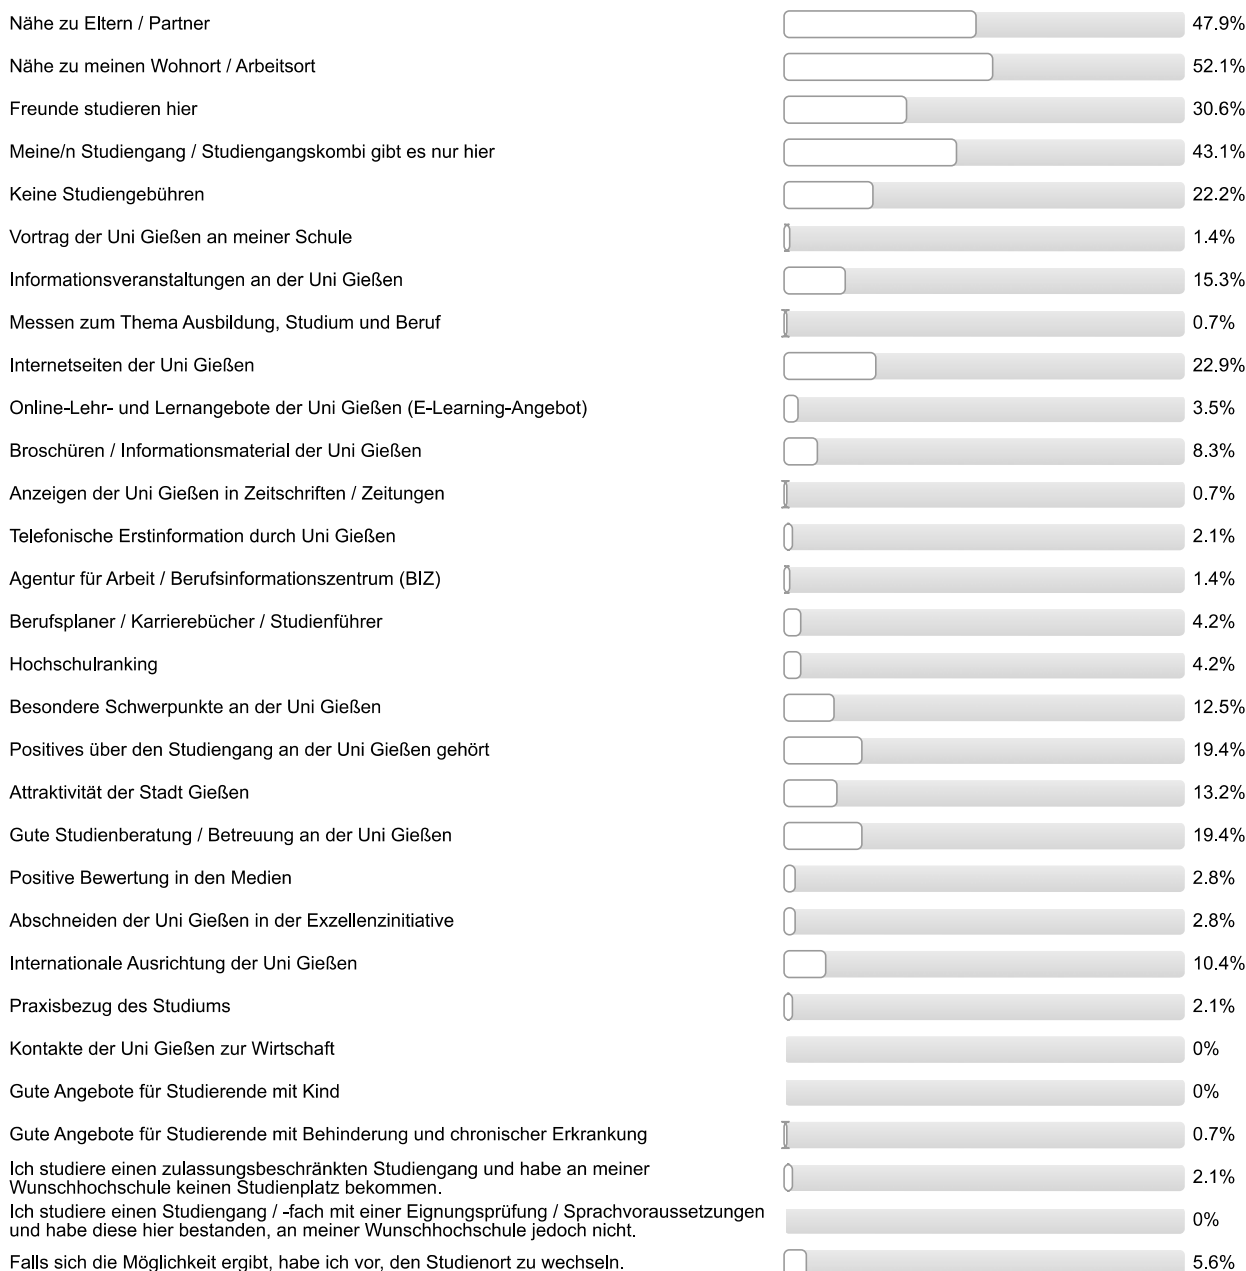 Nähe zu Eltern / Partner 47.9%
Nähe zu meinen Wohnort / Arbeitsort 52.1%
Freunde studieren hier 30.6%
Meine/n Studiengang / Studiengangskombi gibt es nur hier 43.1%
Keine Studiengebühren 22.2%
Vortrag der Uni Gießen an meiner Schule 1.4%
Informationsveranstaltungen an der Uni Gießen 15.3%
Messen zum Thema Ausbildung, Studium und Beruf 0.7%
Internetseiten der Uni Gießen 22.9%
Online-Lehr- und Lernangebote der Uni Gießen (E-Learning-Angebot) 3.5%
Broschüren / Informationsmaterial der Uni Gießen 8.3%
Anzeigen der Uni Gießen in Zeitschriften / Zeitungen 0.7%
Telefonische Erstinformation durch Uni Gießen 2.1%
Agentur für Arbeit / Berufsinformationszentrum (BIZ) 1.4%
Berufsplaner / Karrierebücher / Studienführer 4.2%
Hochschulranking 4.2%
Besondere Schwerpunkte an der Uni Gießen 12.5%
Positives über den Studiengang an der Uni Gießen gehört 19.4%
Attraktivität der Stadt Gießen 13.2%
Gute Studienberatung / Betreuung an der Uni Gießen 19.4%
Positive Bewertung in den Medien 2.8%
Abschneiden der Uni Gießen in der Exzellenzinitiative 2.8%
Internationale Ausrichtung der Uni Gießen 10.4%
Praxisbezug des Studiums 2.1%
Kontakte der Uni Gießen zur Wirtschaft 0%
Gute Angebote für Studierende mit Kind 0%
Gute Angebote für Studierende mit Behinderung und chronischer Erkrankung 0.7%
Ich studiere einen zulassungsbeschränkten Studiengang und habe an meiner
Wunschhochschule keinen Studienplatz bekommen. 2.1%
Ich studiere einen Studiengang / -fach mit einer Eignungsprüfung / Sprachvoraussetzungen
und habe diese hier bestanden, an meiner Wunschhochschule jedoch nicht. 0%
Falls sich die Möglichkeit ergibt, habe ich vor, den Studienort zu wechseln. 5.6%